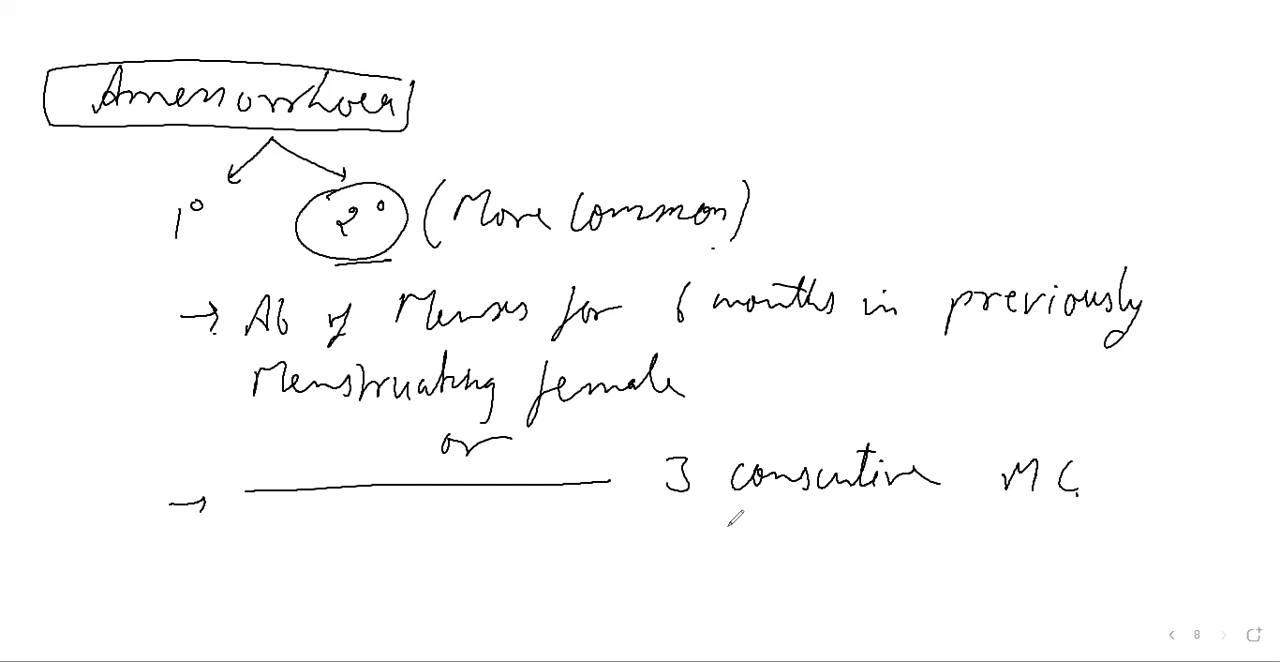 Amenorrhoea
1° 2° (More Common)
→ Ab of Menses for 6 months in previously
Menstruating female
or
→ ———— 3 consecutive MC
8